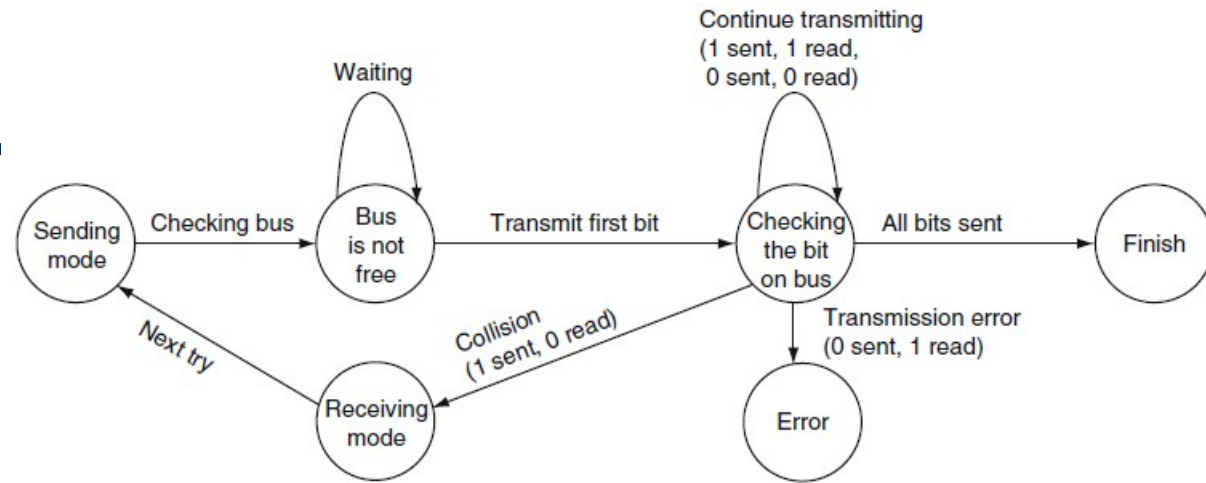 Continue transmitting
(1 sent, 1 read,
0 sent, 0 read)
Waiting
Sending
mode
Checking bus
Bus
is not
free
Transmit first bit
Checking
the bit
on bus
All bits sent
Finish
Next try
Collision
(1 sent, 0 read)
Transmission error
(0 sent, 1 read)
Receiving
mode
Error